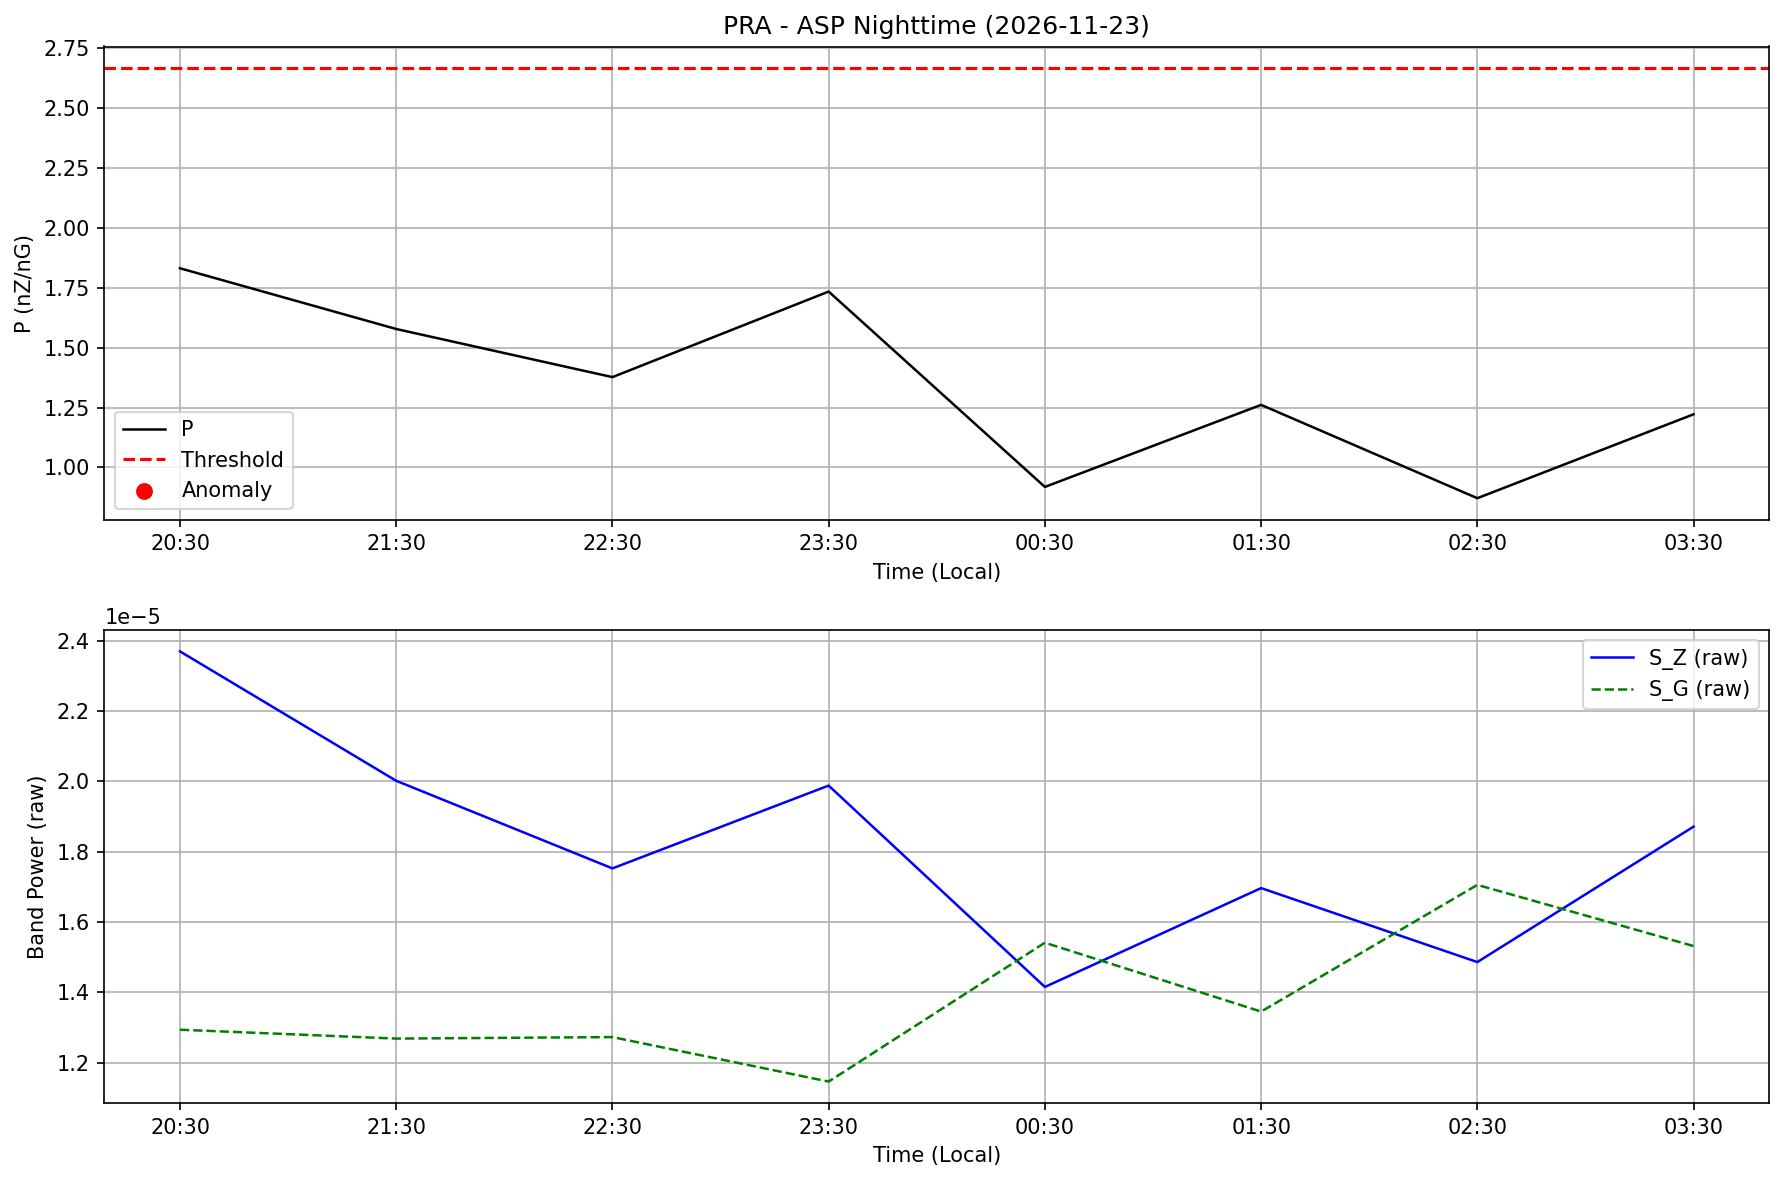 PRA - ASP Nighttime (2026-11-23)
P (nZ/nG)
2.75
2.50
2.25
2.00
1.75
1.50
1.25
1.00
P
Threshold
Anomaly
20:30 21:30 22:30 23:30 00:30 01:30 02:30 03:30
Time (Local)
1e−5
Band Power (raw)
2.4
2.2
2.0
1.8
1.6
1.4
1.2
S_Z (raw)
S_G (raw)
20:30 21:30 22:30 23:30 00:30 01:30 02:30 03:30
Time (Local)